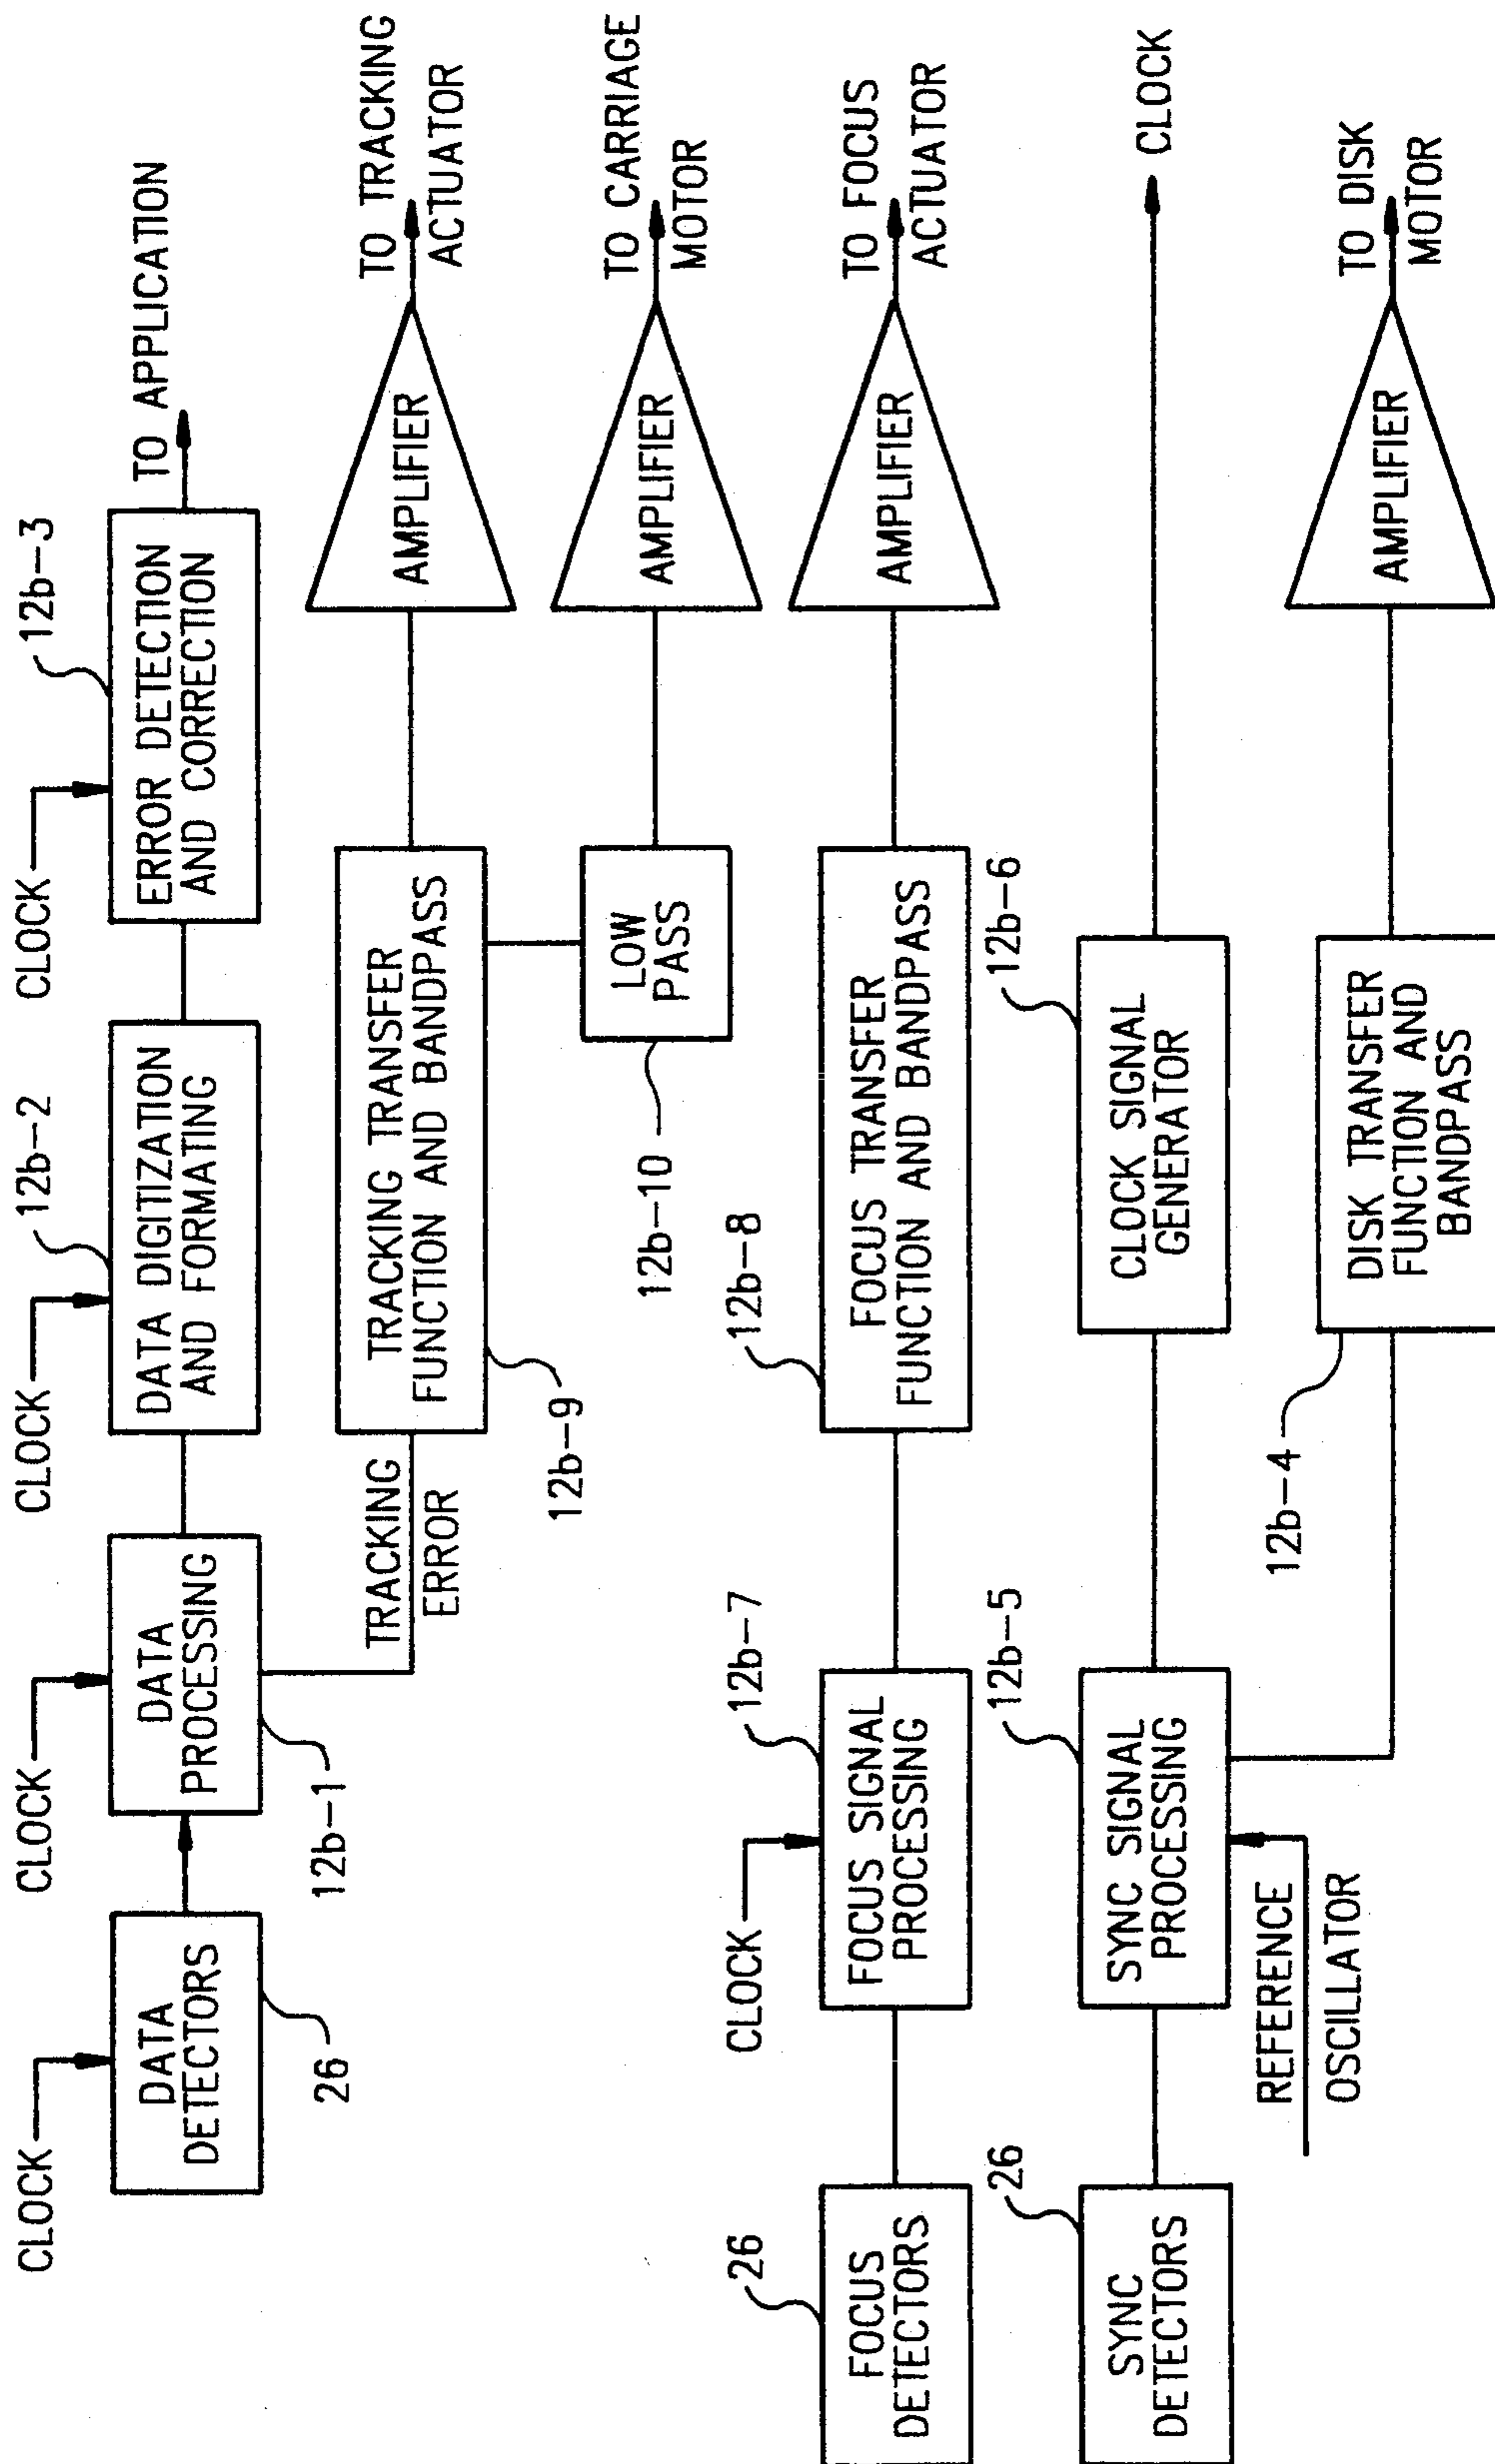 CLOCK
CLOCK
CLOCK
CLOCK
12b-2
12b-3
DATA
DETECTORS
26
DATA
PROCESSING
12b-1
DATA DIGITIZATION
AND FORMATING
ERROR DETECTION
AND CORRECTION
TO APPLICATION
TRACKING
ERROR
TRACKING TRANSFER
FUNCTION AND BANDPASS
12b-9
AMPLIFIER
TO TRACKING
ACTUATOR
LOW
PASS
12b-10
AMPLIFIER
TO CARRIAGE
MOTOR
26
FOCUS
DETECTORS
CLOCK
12b-7
FOCUS SIGNAL
PROCESSING
12b-8
FOCUS TRANSFER
FUNCTION AND BANDPASS
AMPLIFIER
TO FOCUS
ACTUATOR
26
SYNC
DETECTORS
12b-5
SYNC SIGNAL
PROCESSING
12b-6
CLOCK SIGNAL
GENERATOR
CLOCK
REFERENCE
OSCILLATOR
12b-4
DISK TRANSFER
FUNCTION AND
BANDPASS
AMPLIFIER
TO DISK
MOTOR